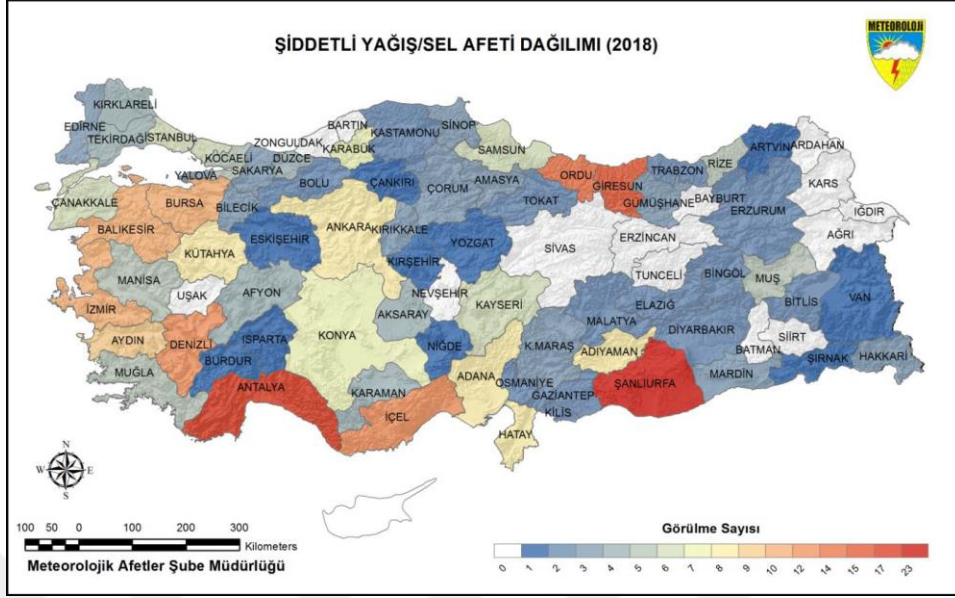 ŞİDDETLİ YAĞIŞ/SEL AFETİ DAĞILIMI (2018)
METEOROLOJİ
KIRKLARELİ
EDİRNE
TEKİRDAĞ
İSTANBUL
KOCAELİ
YALOVA
SAKARYA
DÜZCE
ZONGULDAK
BARTIN
KARABÜK
KASTAMONU
SİNOP
SAMSUN
ORDU
GİRESUN
TRABZON
RİZE
ARTVİN
ARDAHAN
KARS
IĞDIR
AĞRI
BOLU
ÇANKIRI
ÇORUM
AMASYA
TOKAT
GÜMÜŞHANE
BAYBURT
ERZURUM
ÇANAKKALE
BALIKESİR
BURSA
BİLECİK
ESKİŞEHİR
ANKARA
KIRIKKALE
KIRŞEHİR
YOZGAT
SİVAS
ERZİNCAN
TUNCELİ
BİNGÖL
MUŞ
BİTLİS
VAN
KÜTAHYA
MANİSA
UŞAK
AFYON
İZMİR
AYDIN
DENİZLİ
MUĞLA
BURDUR
ISPARTA
ANTALYA
KONYA
AKSARAY
NEVŞEHİR
NİĞDE
KAYSERİ
KARAMAN
İÇEL
ADANA
HATAY
OSMANİYE
K.MARAŞ
GAZİANTEP
KİLİS
MALATYA
ELAZIĞ
ADIYAMAN
ŞANLIURFA
DİYARBAKIR
MARDİN
BATMAN
SİİRT
ŞIRNAK
HAKKARİ
N
W
E
S
100 50 0 100 200 300
Kilometers
Meteorolojik Afetler Şube Müdürlüğü
Görülme Sayısı
0 1 2 3 4 5 6 7 8 9 10 12 14 15 17 23